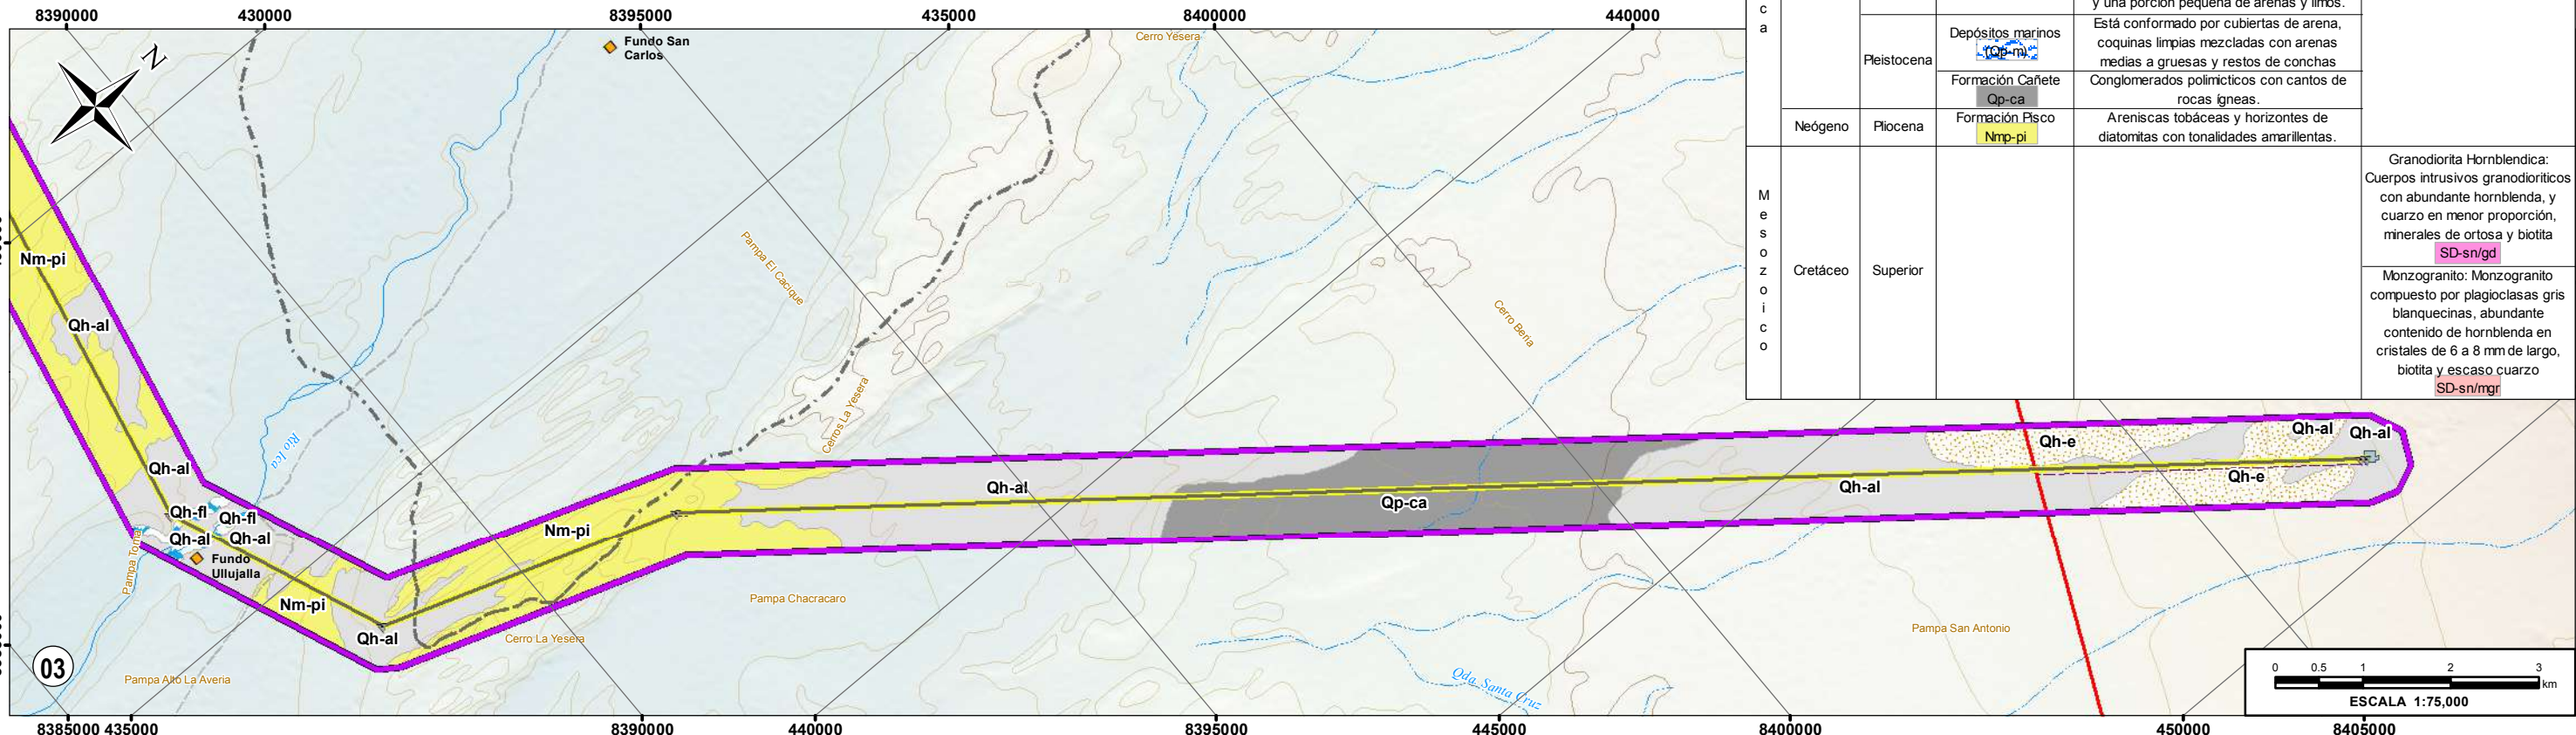 8390000 430000 8395000 435000 8400000 440000
N
Fundo San
Carlos
Cerro Yesera
Pampa El Cacique
Cerro Beria
Cerros La Yesera
Río Ica
Nm-pi
Qh-al
Qh-al
Qh-fl
Qh-fl
Qh-al
Qh-al
Fundo
Ullujalla
Pampa Toma
Nm-pi
Qh-al
Nm-pi
Cerro La Yesera
Pampa Chacracaro
Pampa Alto La Averia
03
Qh-al
Qp-ca
Qh-al
Qh-e
Qh-al
Qh-al
Qh-e
Pampa San Antonio
Qda. Santa Cruz
c
a
y una porción pequeña de arenas y limos.
Pleistocena
Depósitos marinos
(Qp-m)
Está conformado por cubiertas de arena,
coquinas limpias mezcladas con arenas
medias a gruesas y restos de conchas
Formación Cañete
Qp-ca
Conglomerados polimicticos con cantos de
rocas ígneas.
Neógeno
Pliocena
Formación Pisco
Nmp-pi
Areniscas tobáceas y horizontes de
diatomitas con tonalidades amarillentas.
M
e
s
o
z
o
i
c
o
Cretáceo
Superior
Granodiorita Hornblendica:
Cuerpos intrusivos granodioriticos
con abundante hornblenda, y
cuarzo en menor proporción,
minerales de ortosa y biotita
SD-sn/gd
Monzogranito: Monzogranito
compuesto por plagioclasas gris
blanquecinas, abundante
contenido de hornblenda en
cristales de 6 a 8 mm de largo,
biotita y escaso cuarzo
SD-sn/mgr
0 0.5 1 2 3
km
ESCALA 1:75,000
8385000 435000 8390000 440000 8395000 445000 8400000 450000 8405000